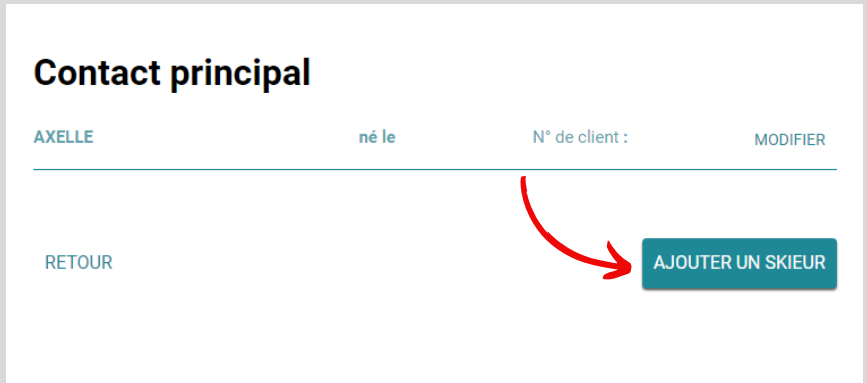 Contact principal
AXELLE né le N° de client : MODIFIER
RETOUR AJOUTER UN SKIEUR